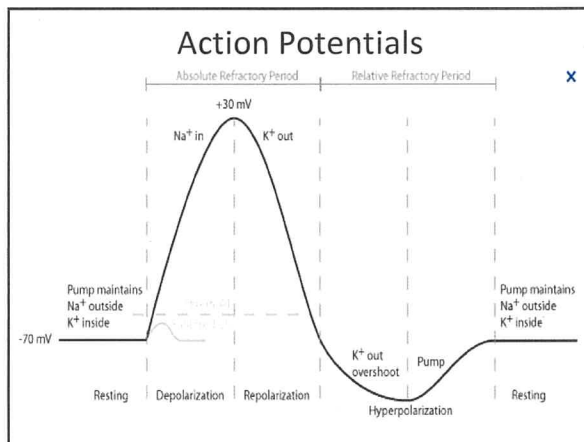 Action Potentials
Absolute Refractory Period
Relative Refractory Period
x
+30 mV
Na⁺ in
K⁺ out
Pump maintains
Na⁺ outside
K⁺ inside
-70 mV
K⁺ out
overshoot
Pump
Pump maintains
Na⁺ outside
K⁺ inside
Resting
Depolarization
Repolarization
Hyperpolarization
Resting